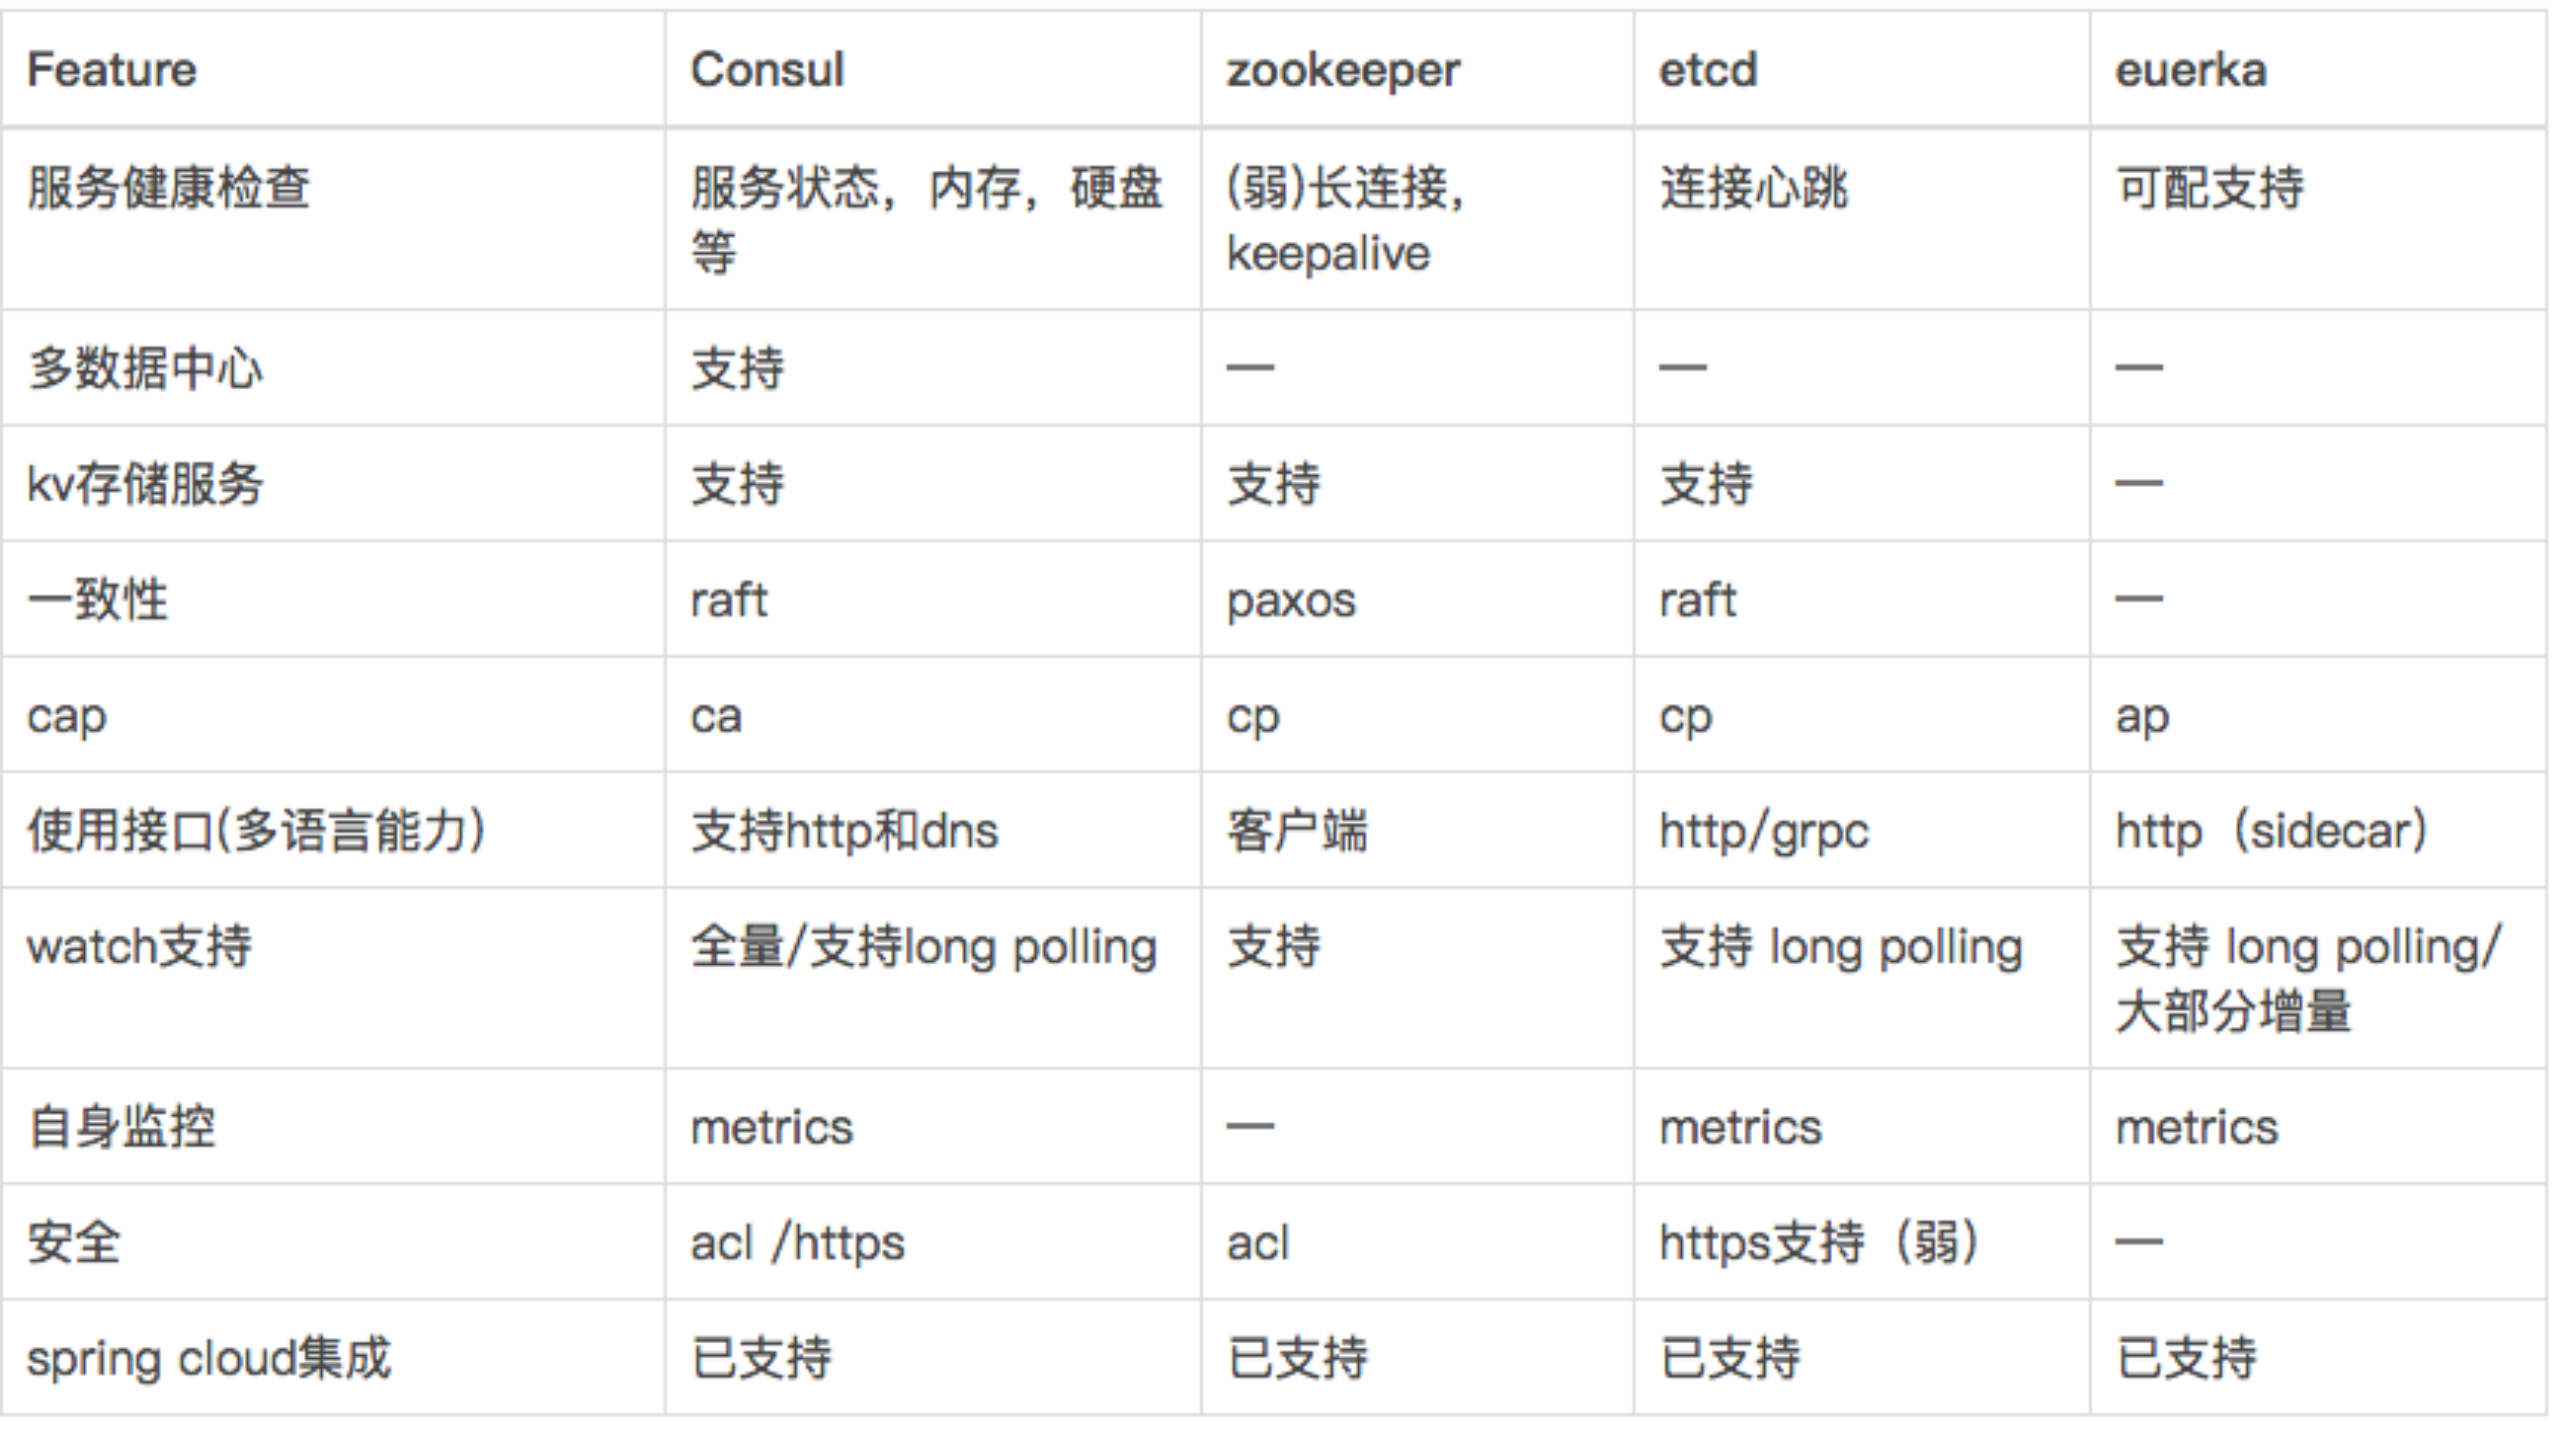 Feature Consul zookeeper etcd euerka
服务健康检查 服务状态，内存，硬盘 (弱)长连接， 连接心跳 可配支持
等 keepalive
多数据中心 支持 — — —
kv存储服务 支持 支持 支持 —
一致性 raft paxos raft —
cap ca cp cp ap
使用接口(多语言能力) 支持http和dns 客户端 http/grpc http（sidecar）
watch支持 全量/支持long polling 支持 支持 long polling 支持 long polling/
大部分增量
自身监控 metrics — metrics metrics
安全 acl /https acl https支持（弱） —
spring cloud集成 已支持 已支持 已支持 已支持